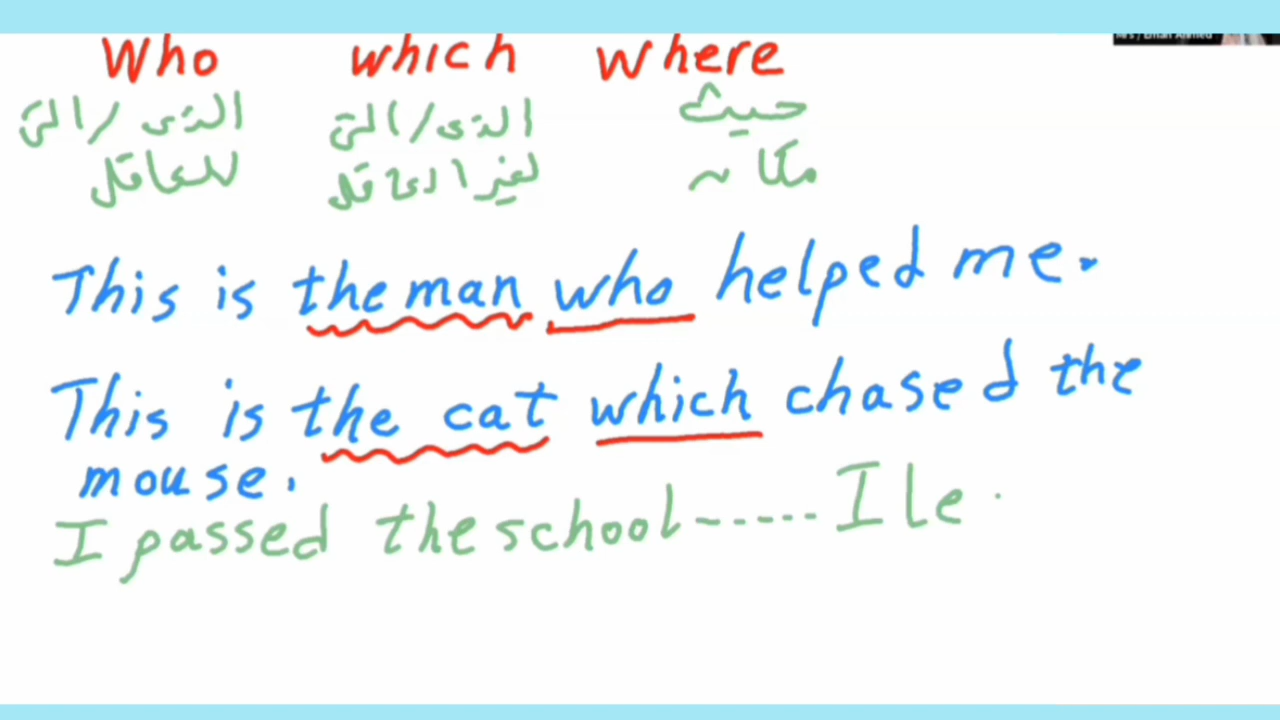 Who which where
الذى / التى الذى / التى حيث
للعاقل لغير العاقل مكان
This is the man who helped me.
This is the cat which chased the
mouse.
I passed the school ------ I le